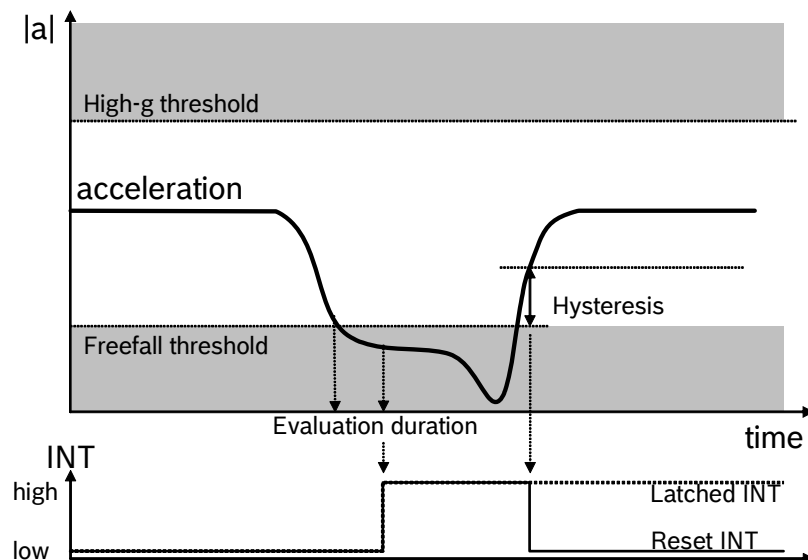 |a|
High-g threshold
acceleration
Hysteresis
Freefall threshold
Evaluation duration
time
INT
high
Latched INT
low
Reset INT